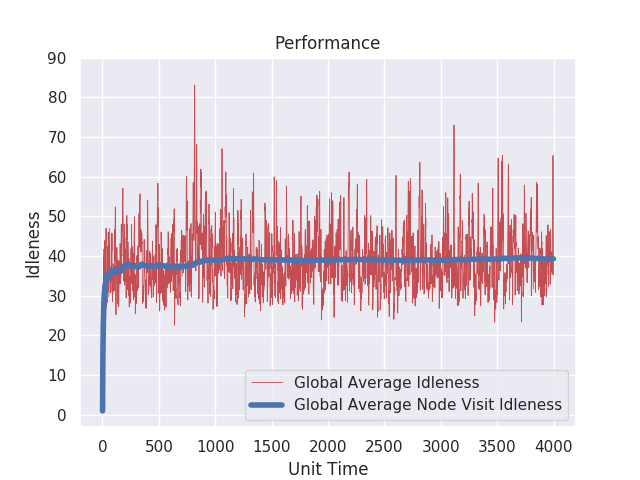 Performance
90
80
70
60
50
40
30
20
10
0
Idleness
Global Average Idleness
Global Average Node Visit Idleness
0 500 1000 1500 2000 2500 3000 3500 4000
Unit Time